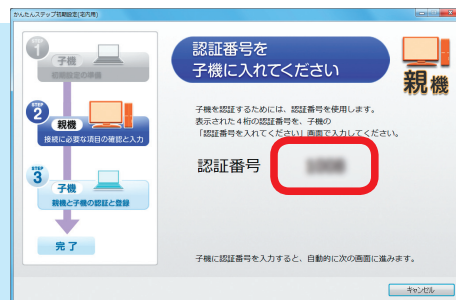 かんたんステップ初期設定(宅内用)
1
子機
初期設定の準備
STEP
2
親機
接続に必要な項目の確認と入力
STEP
3
子機
親機と子機の認証と登録
完了
認証番号を
子機に入れてください
親機
子機を認証するためには、認証番号を使用します。
表示された4桁の認証番号を、子機の
「認証番号を入れてください」画面で入力してください。
認証番号
子機に認証番号を入力すると、自動的に次の画面に進みます。
キャンセル